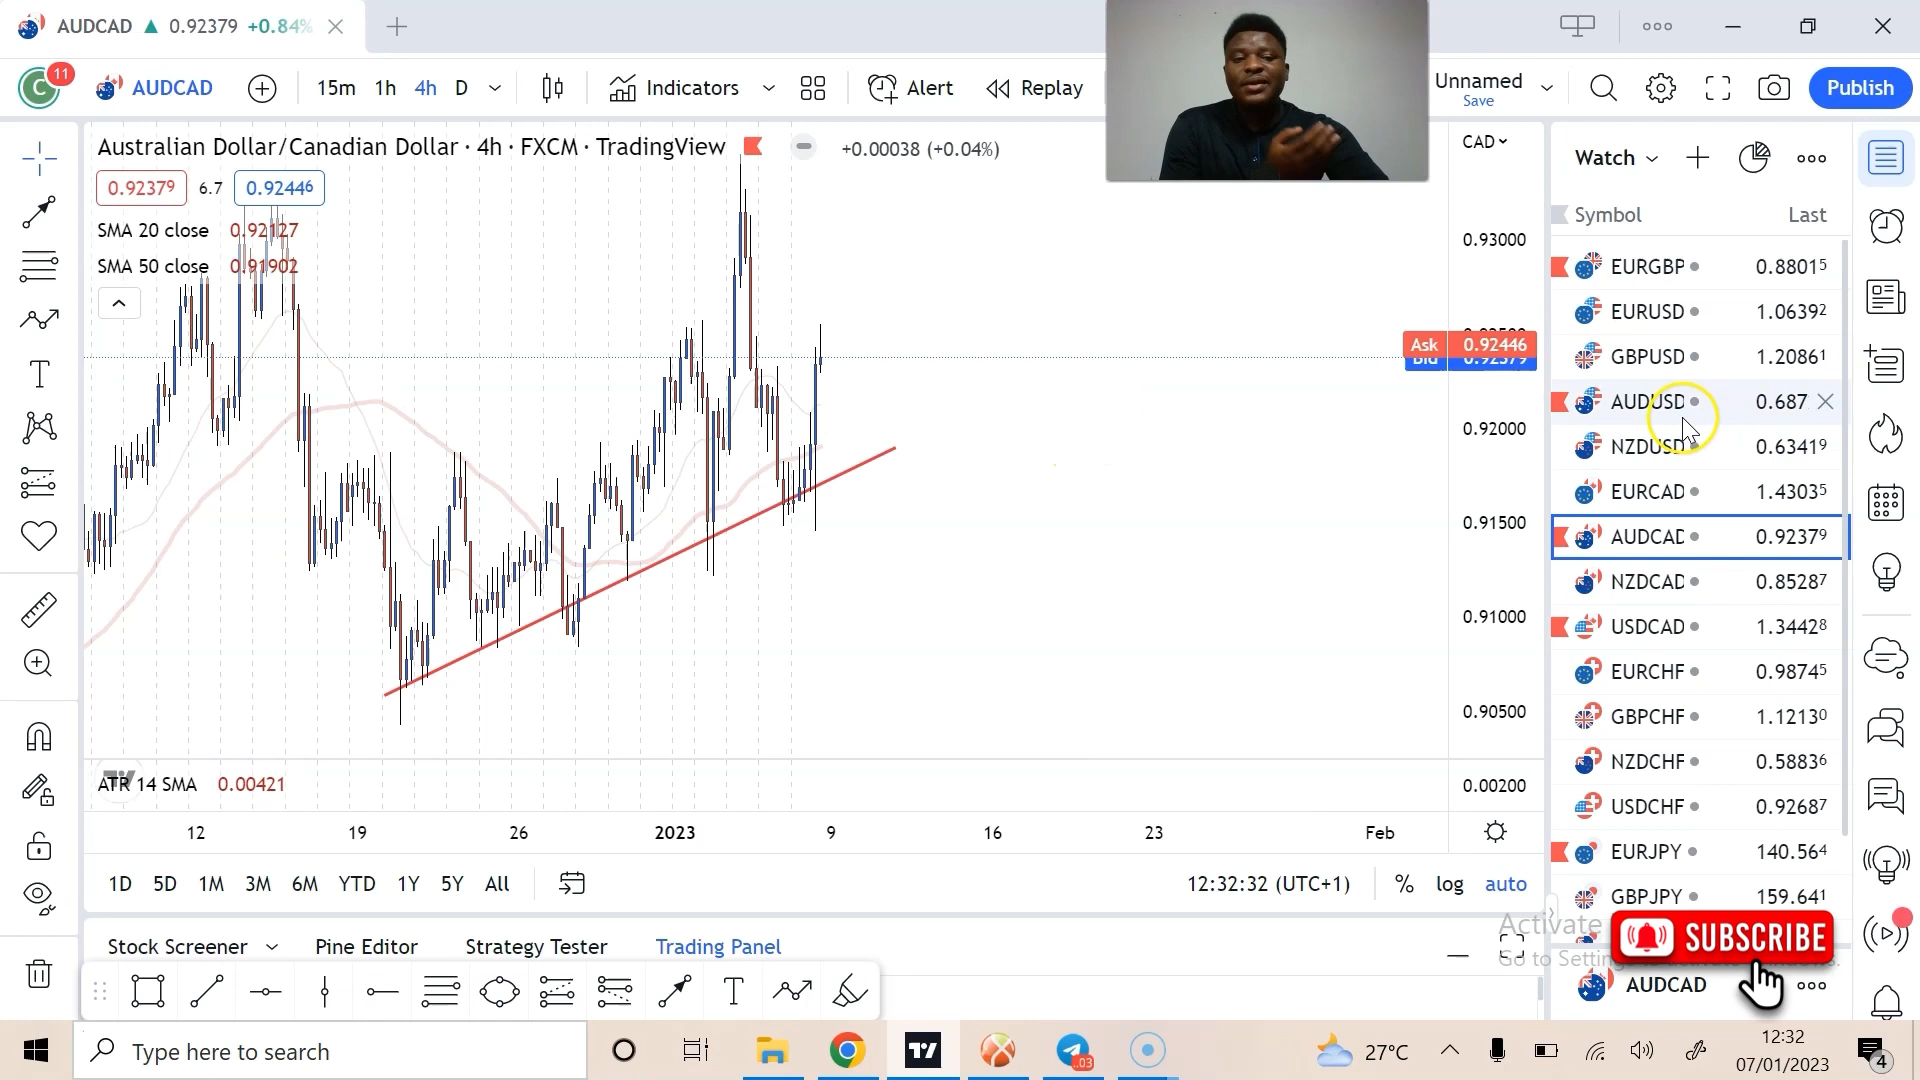 AUDCAD ▲ 0.92379 +0.84%
11
C
AUDCAD
15m 1h 4h D
Indicators
Alert
Replay
Unnamed
Save
Publish
Australian Dollar/Canadian Dollar · 4h · FXCM · TradingView
+0.00038 (+0.04%)
0.92379 6.7 0.92446
SMA 20 close 0.92127
SMA 50 close 0.91902
CAD
0.93000
Ask 0.92446
0.92000
0.91500
0.91000
0.90500
ATR 14 SMA 0.00421
0.00200
12 19 26 2023 9 16 23 Feb
1D 5D 1M 3M 6M YTD 1Y 5Y All
12:32:32 (UTC+1) % log auto
Stock Screener Pine Editor Strategy Tester Trading Panel
Watch
Symbol Last
EURGBP 0.88015
EURUSD 1.06392
GBPUSD 1.20861
AUDUSD 0.687
NZDUSD 0.63419
EURCAD 1.43035
AUDCAD 0.92379
NZDCAD 0.85287
USDCAD 1.34428
EURCHF 0.98745
GBPCHF 1.12130
NZDCHF 0.58836
USDCHF 0.92687
EURJPY 140.564
GBPJPY 159.641
Activate
SUBSCRIBE
AUDCAD
Type here to search
27°C
12:32
07/01/2023
4